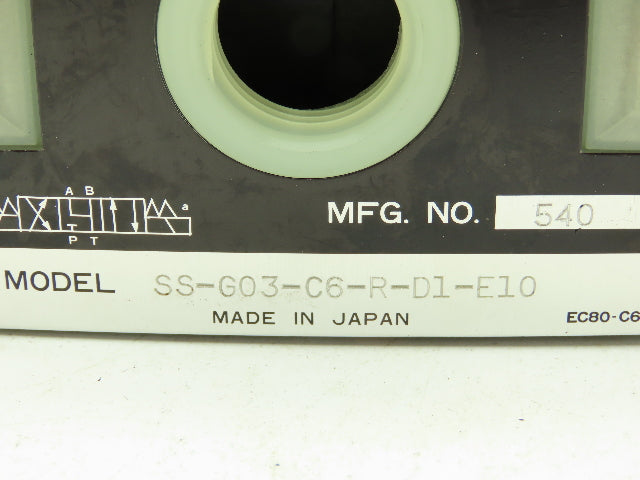 A B
a
P T
MFG. NO. 540
MODEL SS-G03-C6-R-D1-E10
MADE IN JAPAN EC80-C6